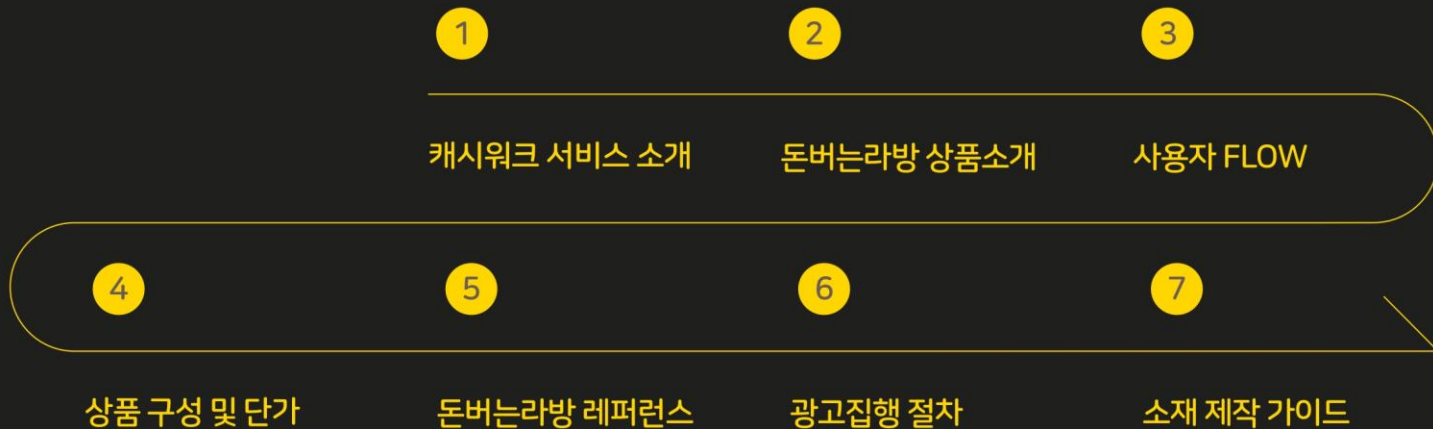 1
2
3
캐시워크 서비스 소개
돈버는라방 상품소개
사용자 FLOW
4
5
6
7
상품 구성 및 단가
돈버는라방 레퍼런스
광고집행 절차
소재 제작 가이드